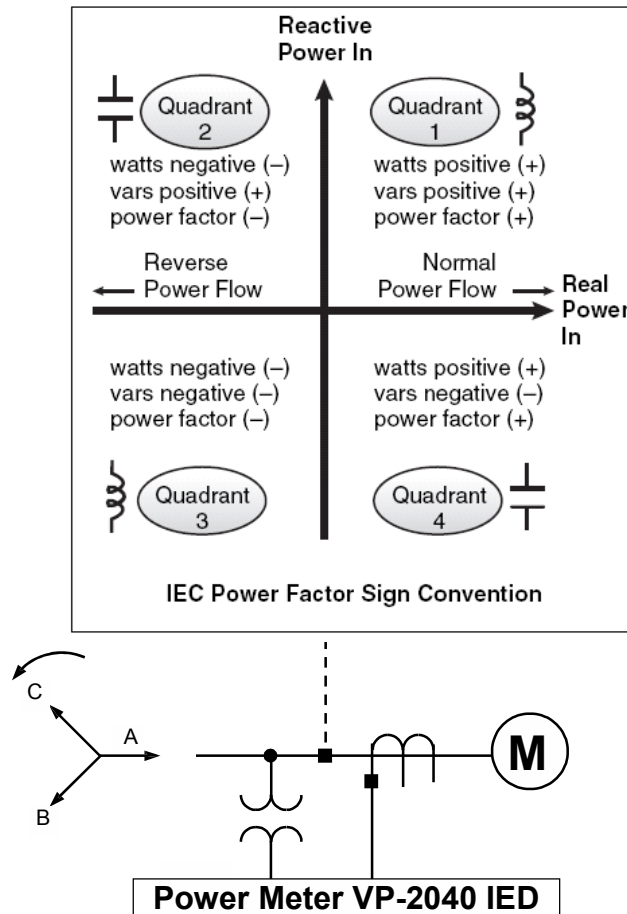 Reactive
Power In
Quadrant
2
Quadrant
1
watts negative (–)
vars positive (+)
power factor (–)
watts positive (+)
vars positive (+)
power factor (+)
Reverse
Power Flow
Normal
Power Flow
Real
Power
In
watts negative (–)
vars negative (–)
power factor (–)
watts positive (+)
vars negative (–)
power factor (+)
Quadrant
3
Quadrant
4
IEC Power Factor Sign Convention
C
A
B
M
Power Meter VP-2040 IED